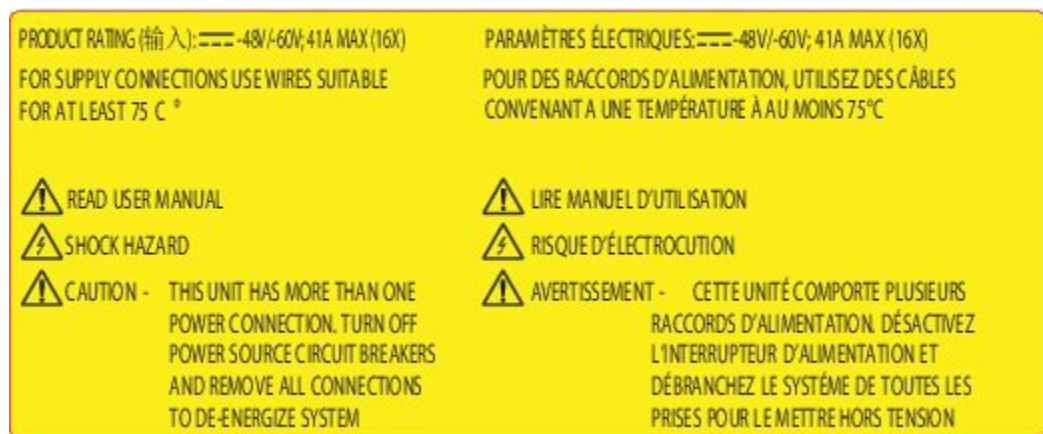 PRODUCT RATING (输入): ⎓ -48V/-60V; 41A MAX (16X)
FOR SUPPLY CONNECTIONS USE WIRES SUITABLE
FOR AT LEAST 75 C °
READ USER MANUAL
SHOCK HAZARD
CAUTION - THIS UNIT HAS MORE THAN ONE
POWER CONNECTION. TURN OFF
POWER SOURCE CIRCUIT BREAKERS
AND REMOVE ALL CONNECTIONS
TO DE-ENERGIZE SYSTEM
PARAMÈTRES ÉLECTRIQUES: ⎓ -48V/-60V; 41A MAX (16X)
POUR DES RACCORDS D'ALIMENTATION, UTILISEZ DES CÂBLES
CONVENANT A UNE TEMPÉRATURE À AU MOINS 75°C
LIRE MANUEL D'UTILISATION
RISQUE D'ÉLECTROCUTION
AVERTISSEMENT - CETTE UNITÉ COMPORTE PLUSIEURS
RACCORDS D'ALIMENTATION. DÉSACTIVEZ
L'INTERRUPTEUR D'ALIMENTATION ET
DÉBRANCHEZ LE SYSTÉME DE TOUTES LES
PRISES POUR LE METTRE HORS TENSION